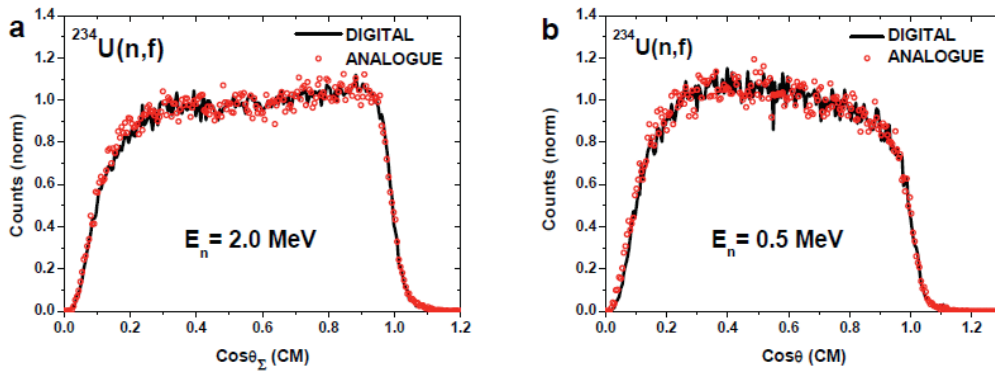 a
²³⁴U(n,f)
DIGITAL
ANALOGUE
Eₙ= 2.0 MeV
Counts (norm)
1.4
1.2
1.0
0.8
0.6
0.4
0.2
0.0
0.0 0.2 0.4 0.6 0.8 1.0 1.2
Cosθ_Σ (CM)
b
²³⁴U(n,f)
DIGITAL
ANALOGUE
Eₙ= 0.5 MeV
Counts (norm)
1.4
1.2
1.0
0.8
0.6
0.4
0.2
0.0
0.0 0.2 0.4 0.6 0.8 1.0 1.2
Cosθ (CM)